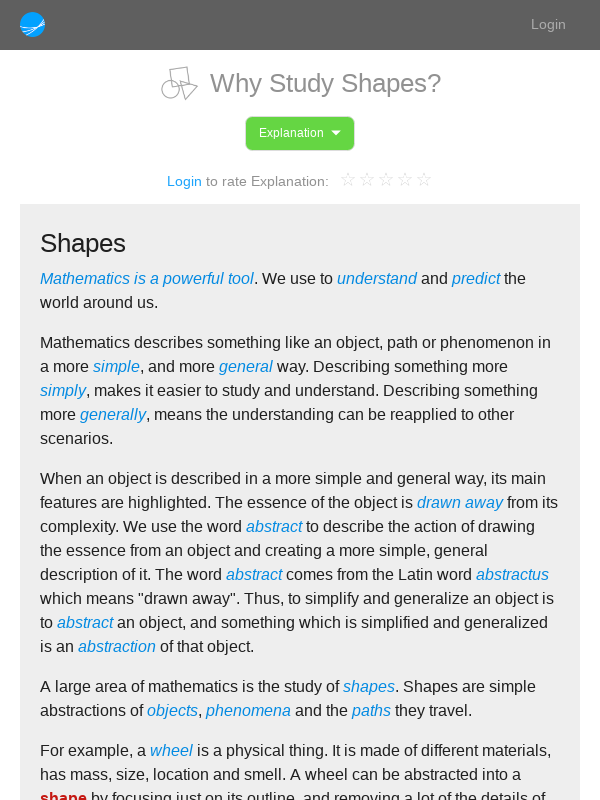 Login
Why Study Shapes?
Explanation
Login to rate Explanation:
Shapes
Mathematics is a powerful tool. We use to understand and predict the
world around us.
Mathematics describes something like an object, path or phenomenon in
a more simple, and more general way. Describing something more
simply, makes it easier to study and understand. Describing something
more generally, means the understanding can be reapplied to other
scenarios.
When an object is described in a more simple and general way, its main
features are highlighted. The essence of the object is drawn away from its
complexity. We use the word abstract to describe the action of drawing
the essence from an object and creating a more simple, general
description of it. The word abstract comes from the Latin word abstractus
which means "drawn away". Thus, to simplify and generalize an object is
to abstract an object, and something which is simplified and generalized
is an abstraction of that object.
A large area of mathematics is the study of shapes. Shapes are simple
abstractions of objects, phenomena and the paths they travel.
For example, a wheel is a physical thing. It is made of different materials,
has mass, size, location and smell. A wheel can be abstracted into a
shape by focusing just on its outline, and removing a lot of the details of